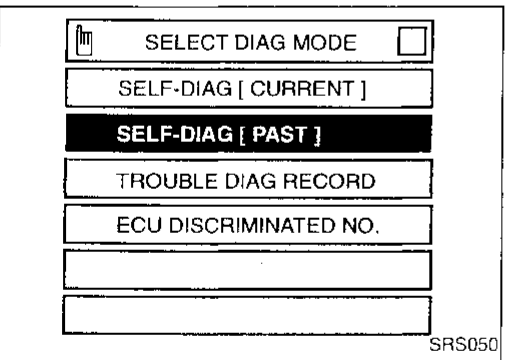 SELECT DIAG MODE
SELF-DIAG [ CURRENT ]
SELF-DIAG [ PAST ]
TROUBLE DIAG RECORD
ECU DISCRIMINATED NO.
SRS050